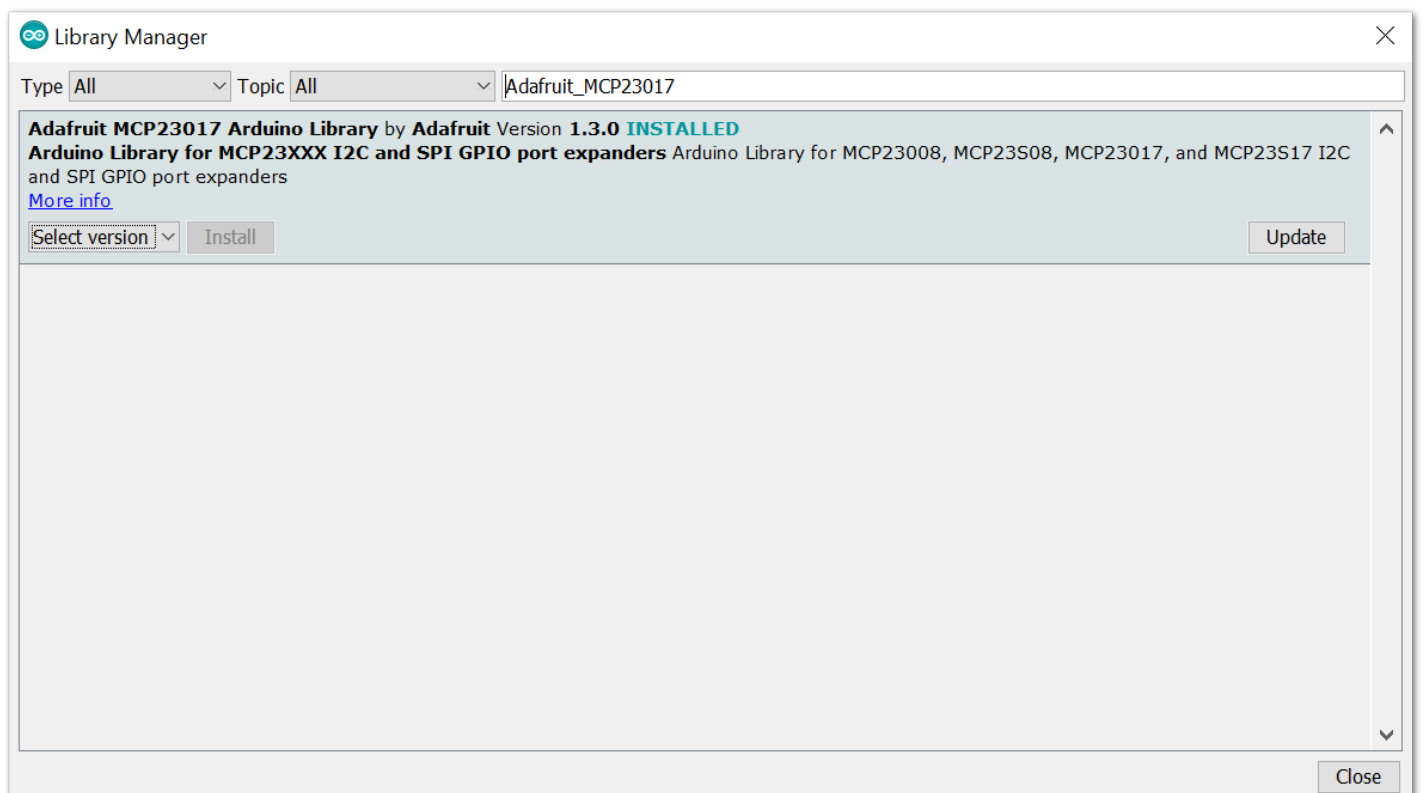 Library Manager
Type All Topic All Adafruit_MCP23017
Adafruit MCP23017 Arduino Library by Adafruit Version 1.3.0 INSTALLED
Arduino Library for MCP23XXX I2C and SPI GPIO port expanders Arduino Library for MCP23008, MCP23S08, MCP23017, and MCP23S17 I2C
and SPI GPIO port expanders
More info
Select version Install Update
Close